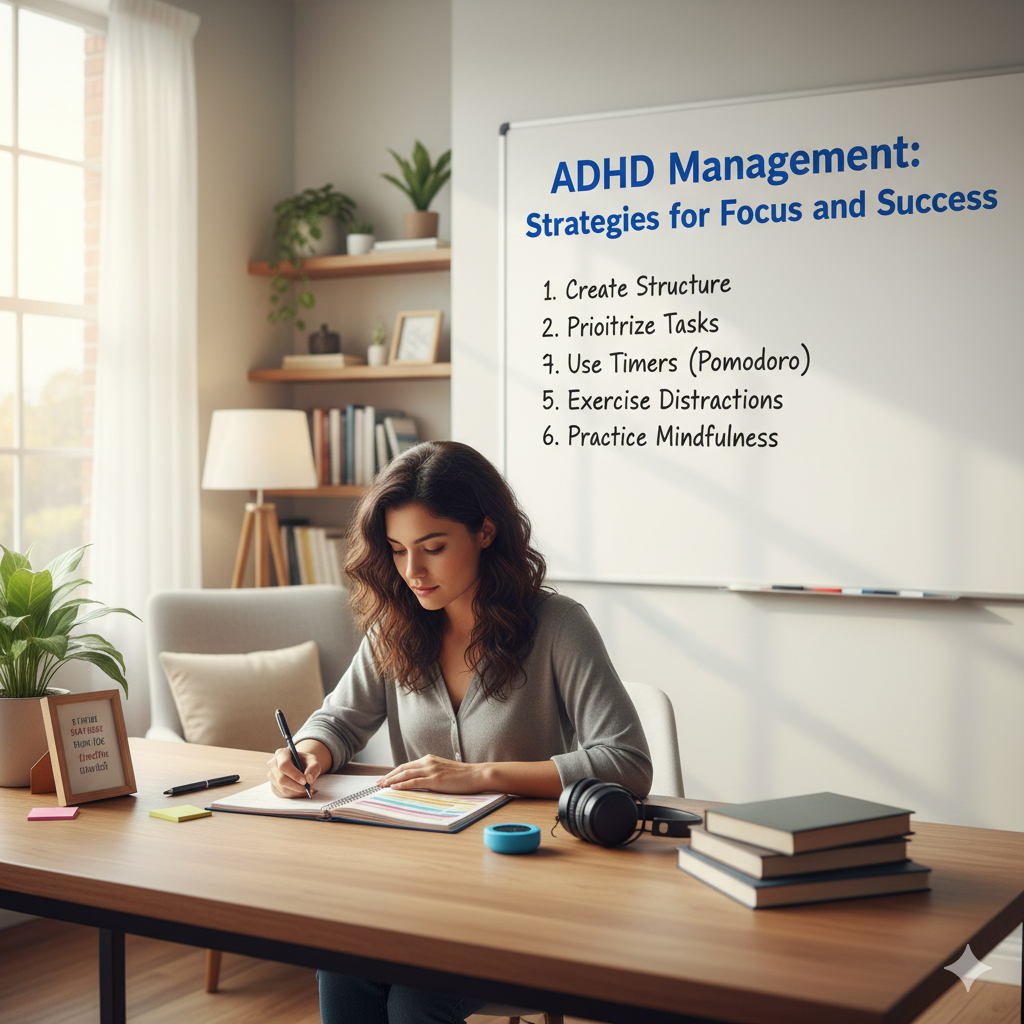 ADHD Management:
Strategies for Focus and Success
1. Create Structure
2. Prioitrize Tasks
7. Use Timers (Pomodoro)
5. Exercise Distractions
6. Practice Mindfulness